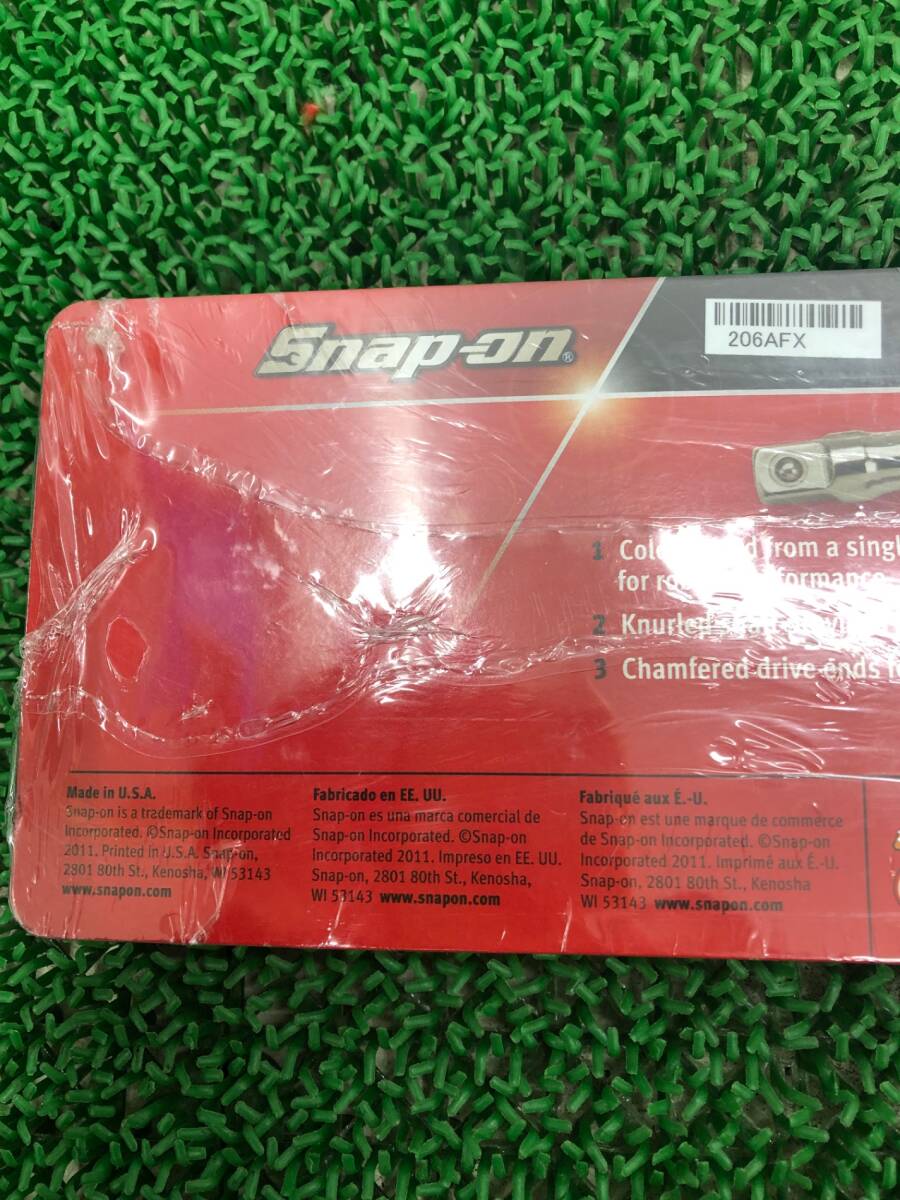 Snap-on®
206AFX
1 from a
for
2 Knurled
3 Chamfered drive ends
Made in U.S.A.
Snap-on is a trademark of Snap-on
Incorporated. ©Snap-on Incorporated
2011. Printed in U.S.A. Snap-on,
2801 80th St., Kenosha, WI 53143
www.snapon.com
Fabricado en EE. UU.
Snap-on es una marca comercial de
Snap-on Incorporated. ©Snap-on
Incorporated 2011. Impreso en EE. UU.
Snap-on, 2801 80th St., Kenosha,
WI 53143 www.snapon.com
Fabriqué aux É.-U.
Snap-on est une marque de commerce
de Snap-on Incorporated. ©Snap-on
Incorporated 2011. Imprimé aux É.-U.
Snap-on, 2801 80th St., Kenosha
WI 53143 www.snapon.com